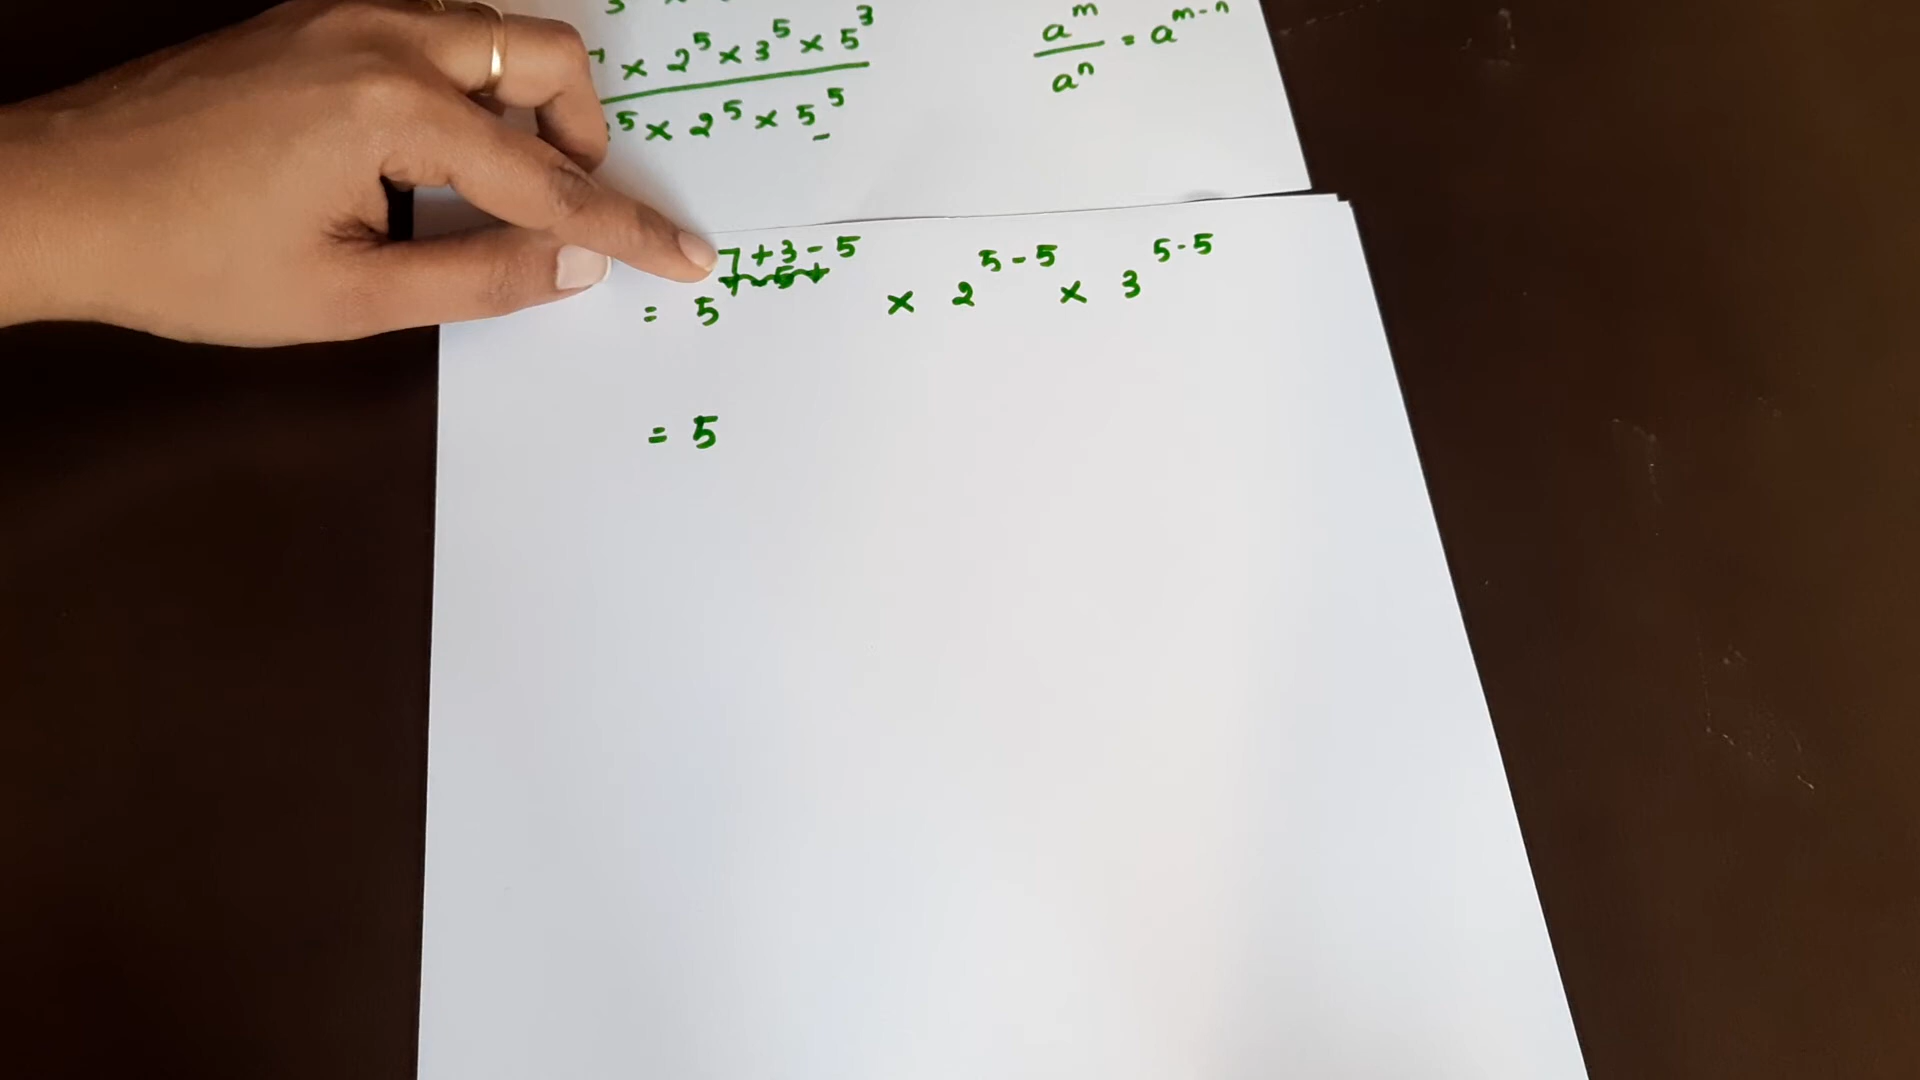 × 2^5 × 3^5 × 5^3
5 × 2^5 × 5^5
a^m / a^n = a^{m-n}
= 5^{7+3-5} × 2^{5-5} × 3^{5-5}
= 5